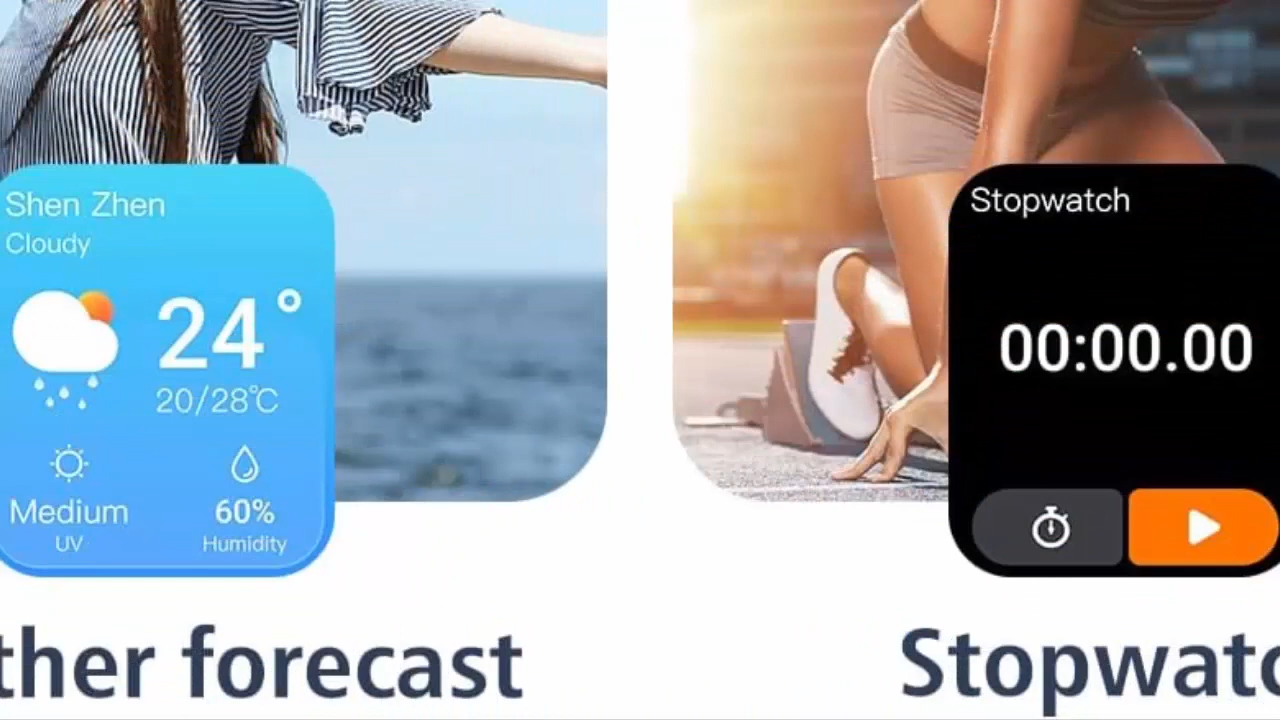 Shen Zhen
Cloudy
24°
20/28℃
Medium
UV
60%
Humidity
ther forecast
Stopwatch
00:00.00
Stopwatc